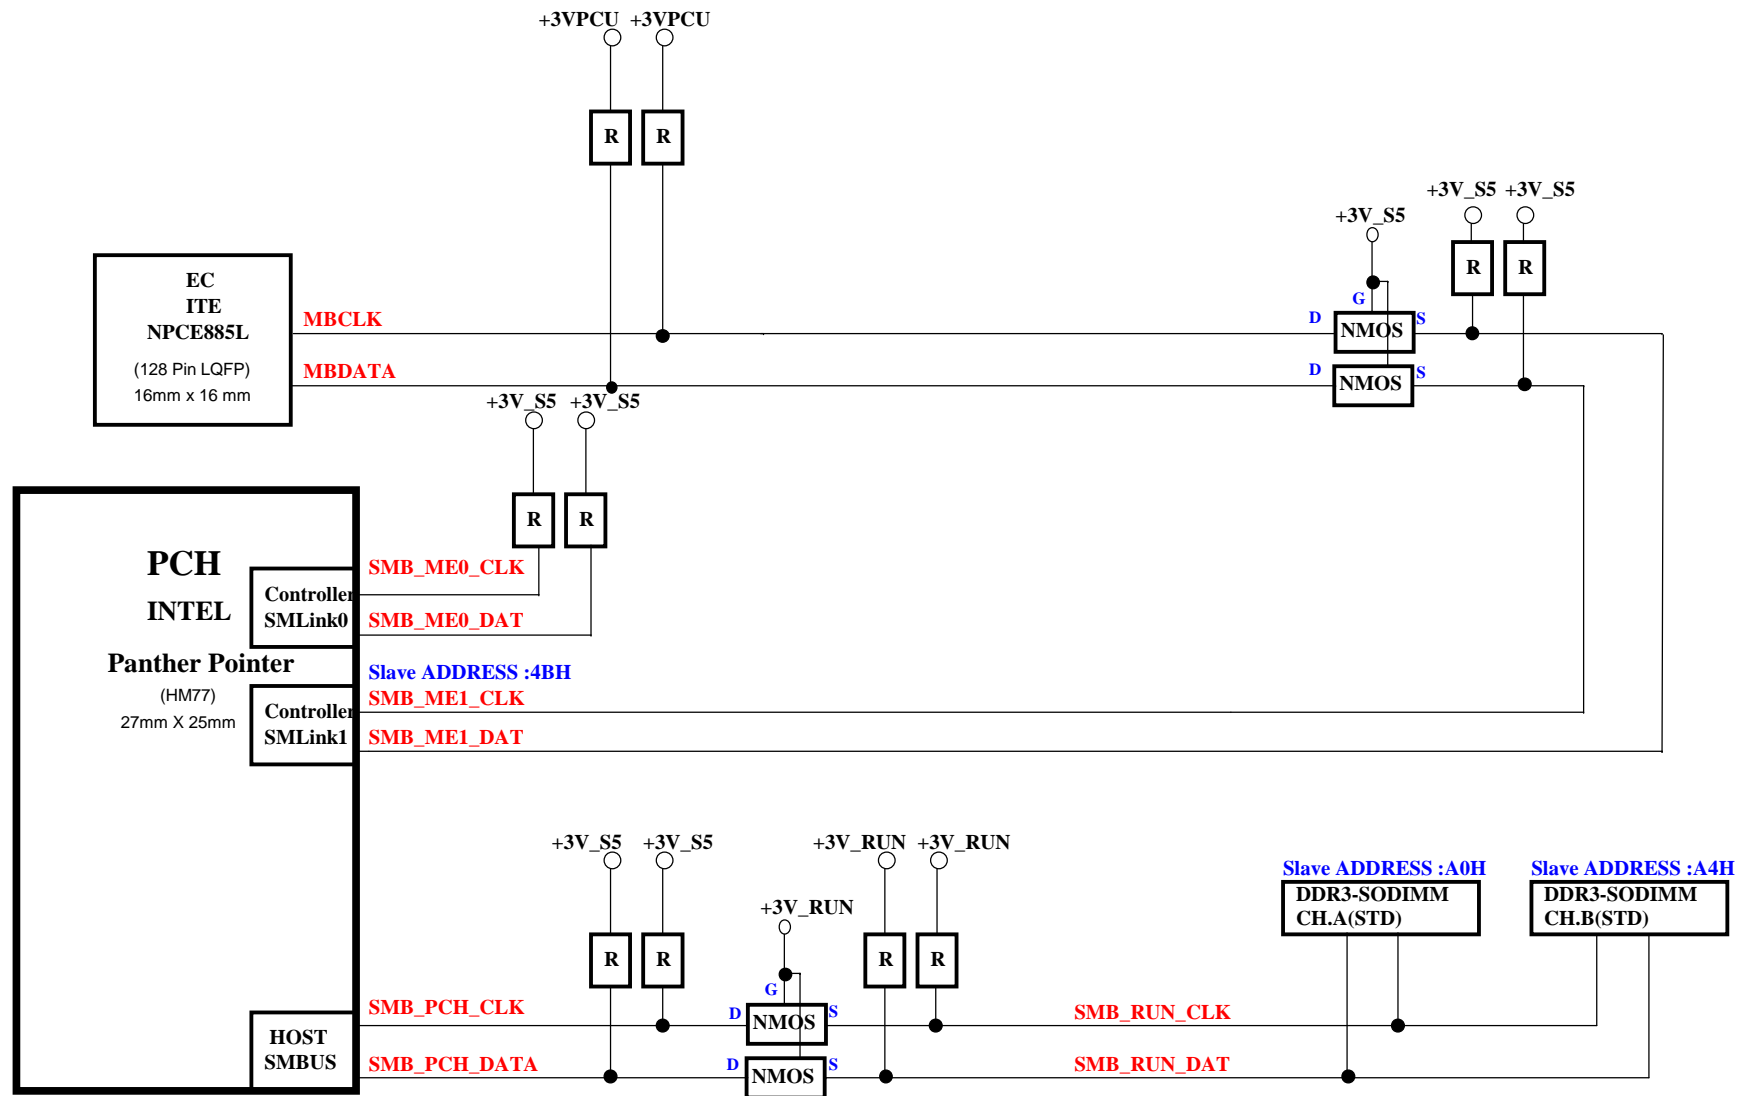 +3VPCU +3VPCU
R R
+3V_S5 +3V_S5
+3V_S5
R R
EC
ITE
NPCE885L
(128 Pin LQFP)
16mm x 16 mm
MBCLK
MBDATA
G
D NMOS S
D NMOS S
+3V_S5 +3V_S5
R R
PCH
INTEL
Panther Pointer
(HM77)
27mm X 25mm
Controller
SMLink0
SMB_ME0_CLK
SMB_ME0_DAT
Slave ADDRESS :4BH
Controller
SMLink1
SMB_ME1_CLK
SMB_ME1_DAT
+3V_S5 +3V_S5
+3V_RUN
+3V_RUN +3V_RUN
R R
R R
Slave ADDRESS :A0H
DDR3-SODIMM
CH.A(STD)
Slave ADDRESS :A4H
DDR3-SODIMM
CH.B(STD)
HOST
SMBUS
SMB_PCH_CLK
SMB_PCH_DATA
G
D NMOS S
D NMOS S
SMB_RUN_CLK
SMB_RUN_DAT